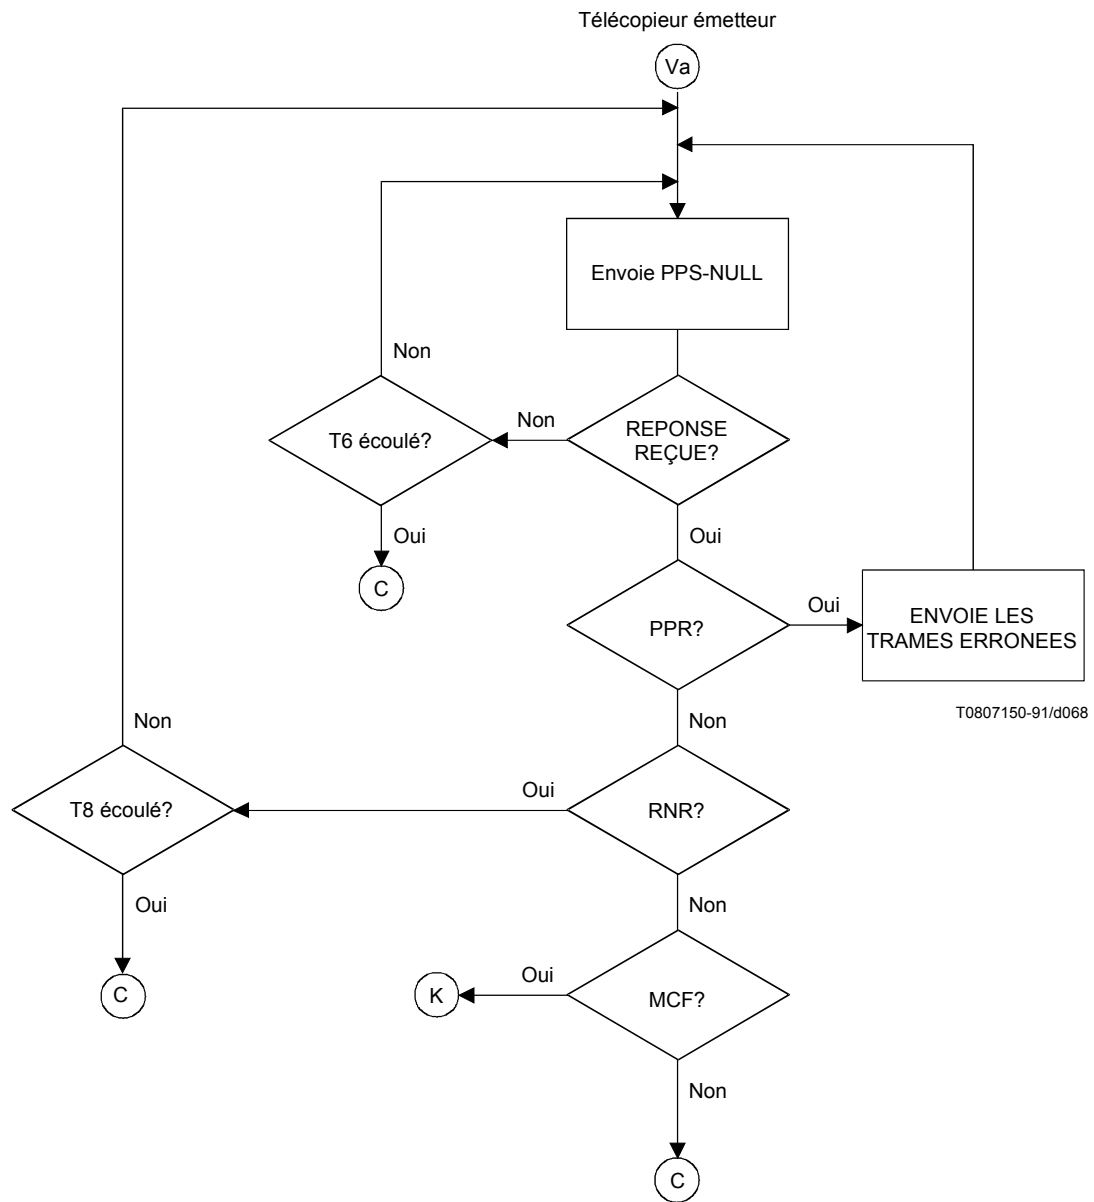 Télécopieur émetteur
Va
Envoie PPS-NULL
Non
T6 écoulé?
Non
REPONSE
REÇUE?
Oui
Oui
C
PPR?
Oui
ENVOIE LES
TRAMES ERRONEES
T0807150-91/d068
Non
Non
T8 écoulé?
Oui
RNR?
Oui
Non
C
K
Oui
MCF?
Non
C